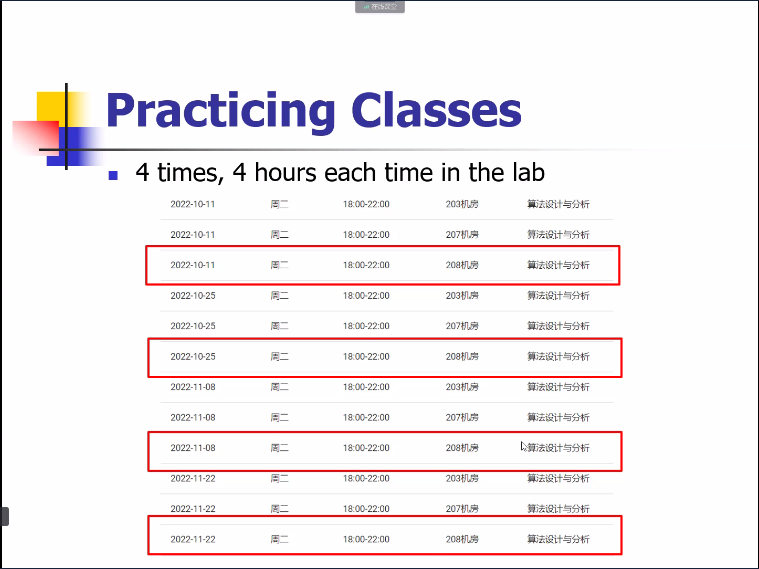 Practicing Classes
4 times, 4 hours each time in the lab
2022-10-11 周二 18:00-22:00 203机房 算法设计与分析
2022-10-11 周二 18:00-22:00 207机房 算法设计与分析
2022-10-11 周二 18:00-22:00 208机房 算法设计与分析
2022-10-25 周二 18:00-22:00 203机房 算法设计与分析
2022-10-25 周二 18:00-22:00 207机房 算法设计与分析
2022-10-25 周二 18:00-22:00 208机房 算法设计与分析
2022-11-08 周二 18:00-22:00 203机房 算法设计与分析
2022-11-08 周二 18:00-22:00 207机房 算法设计与分析
2022-11-08 周二 18:00-22:00 208机房 算法设计与分析
2022-11-22 周二 18:00-22:00 203机房 算法设计与分析
2022-11-22 周二 18:00-22:00 207机房 算法设计与分析
2022-11-22 周二 18:00-22:00 208机房 算法设计与分析